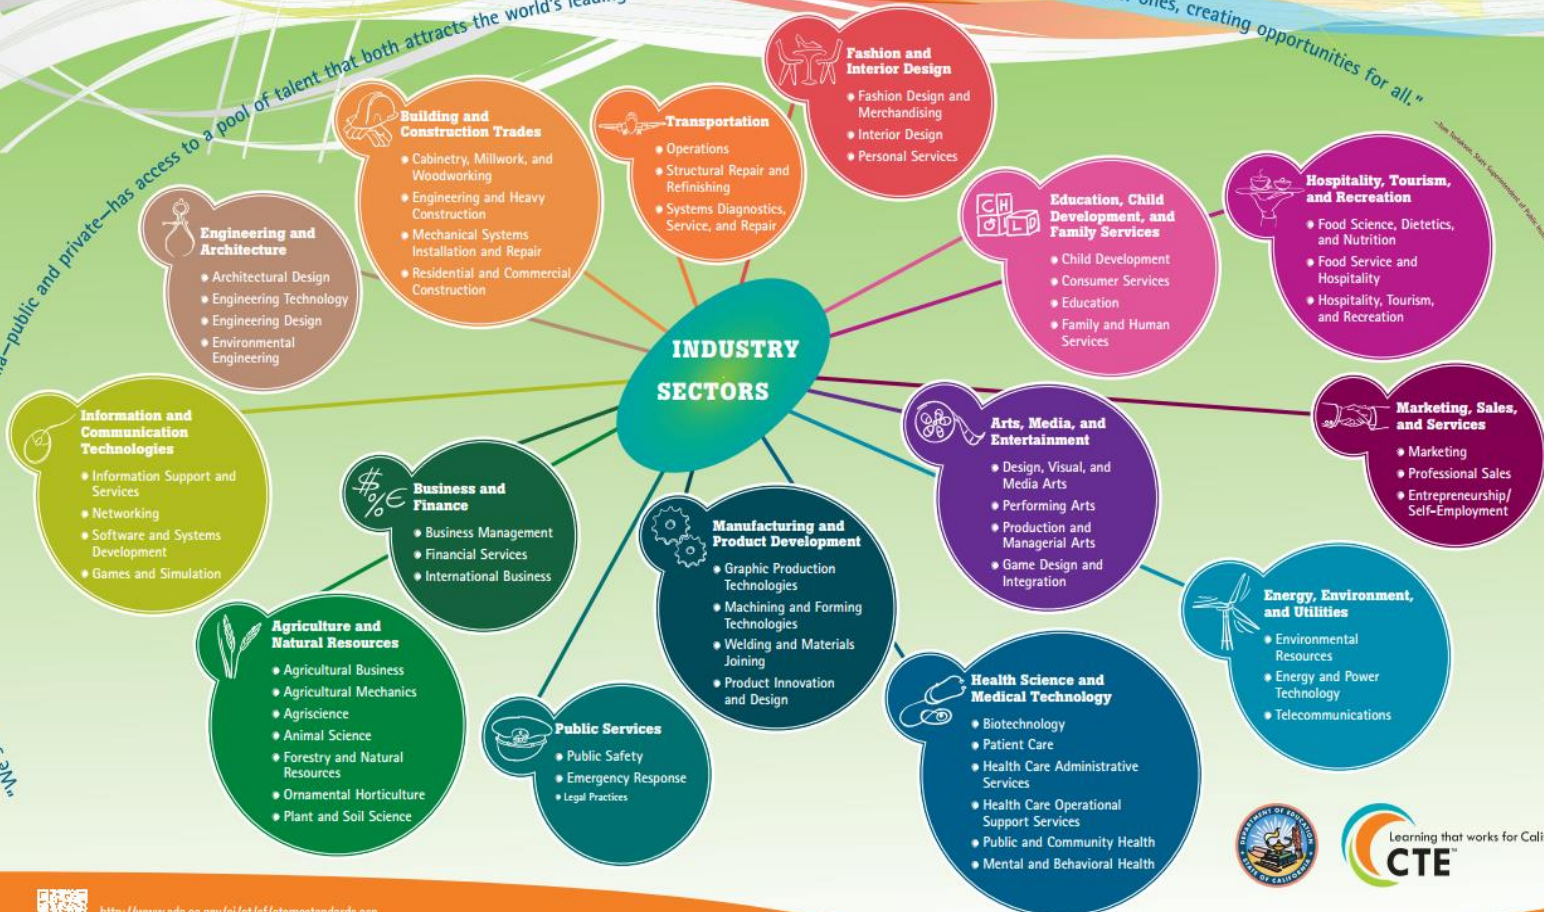 a pool of talent that both attracts the world's leading
ones, creating opportunities for all."
—public and private—has access to
"We's
INDUSTRY
SECTORS
Fashion and
Interior Design
Fashion Design and
Merchandising
Interior Design
Personal Services
Building and
Construction Trades
Cabinetry, Millwork, and
Woodworking
Engineering and Heavy
Construction
Mechanical Systems
Installation and Repair
Residential and Commercial
Construction
Transportation
Operations
Structural Repair and
Refinishing
Systems Diagnostics,
Service, and Repair
Education, Child
Development, and
Family Services
Child Development
Consumer Services
Education
Family and Human
Services
CH
OILD
Hospitality, Tourism,
and Recreation
Food Science, Dietetics,
and Nutrition
Food Service and
Hospitality
Hospitality, Tourism,
and Recreation
Engineering and
Architecture
Architectural Design
Engineering Technology
Engineering Design
Environmental
Engineering
Information and
Communication
Technologies
Information Support and
Services
Networking
Software and Systems
Development
Games and Simulation
$
%€
Business and
Finance
Business Management
Financial Services
International Business
Arts, Media, and
Entertainment
Design, Visual, and
Media Arts
Performing Arts
Production and
Managerial Arts
Game Design and
Integration
Marketing, Sales,
and Services
Marketing
Professional Sales
Entrepreneurship/
Self-Employment
Manufacturing and
Product Development
Graphic Production
Technologies
Machining and Forming
Technologies
Welding and Materials
Joining
Product Innovation
and Design
Energy, Environment,
and Utilities
Environmental
Resources
Energy and Power
Technology
Telecommunications
Agriculture and
Natural Resources
Agricultural Business
Agricultural Mechanics
Agriscience
Animal Science
Forestry and Natural
Resources
Ornamental Horticulture
Plant and Soil Science
Public Services
Public Safety
Emergency Response
Legal Practices
Health Science and
Medical Technology
Biotechnology
Patient Care
Health Care Administrative
Services
Health Care Operational
Support Services
Public and Community Health
Mental and Behavioral Health
DEPARTMENT OF EDUCATION
STATE OF CALIFORNIA
Learning that works for Cali
CTE™